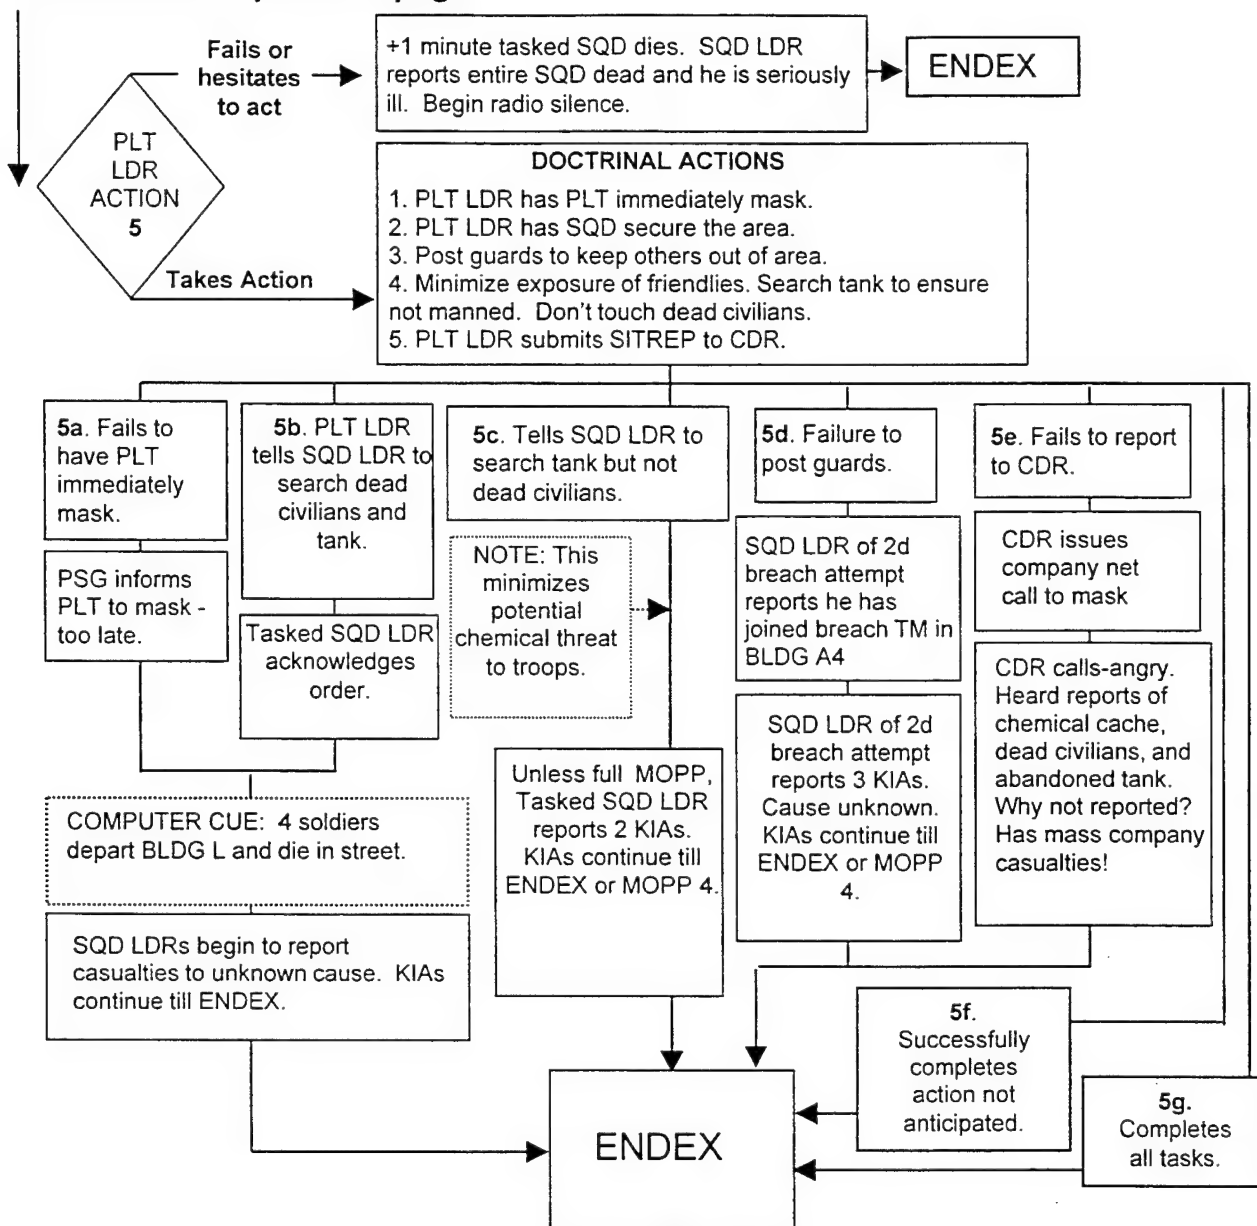 Fails or
hesitates
to act
+1 minute tasked SQD dies. SQD LDR
reports entire SQD dead and he is seriously
ill. Begin radio silence.
ENDEX
PLT
LDR
ACTION
5
Takes Action
DOCTRINAL ACTIONS
1. PLT LDR has PLT immediately mask.
2. PLT LDR has SQD secure the area.
3. Post guards to keep others out of area.
4. Minimize exposure of friendlies. Search tank to ensure
not manned. Don't touch dead civilians.
5. PLT LDR submits SITREP to CDR.
5a. Fails to
have PLT
immediately
mask.
PSG informs
PLT to mask -
too late.
5b. PLT LDR
tells SQD LDR to
search dead
civilians and
tank.
Tasked SQD LDR
acknowledges
order.
COMPUTER CUE: 4 soldiers
depart BLDG L and die in street.
SQD LDRs begin to report
casualties to unknown cause. KIAs
continue till ENDEX.
5c. Tells SQD LDR to
search tank but not
dead civilians.
NOTE: This
minimizes
potential
chemical threat
to troops.
Unless full MOPP,
Tasked SQD LDR
reports 2 KIAs.
KIAs continue till
ENDEX or MOPP 4.
5d. Failure to
post guards.
SQD LDR of 2d
breach attempt
reports he has
joined breach TM in
BLDG A4
SQD LDR of 2d
breach attempt
reports 3 KIAs.
Cause unknown.
KIAs continue till
ENDEX or MOPP
4.
5e. Fails to report
to CDR.
CDR issues
company net
call to mask
CDR calls-angry.
Heard reports of
chemical cache,
dead civilians, and
abandoned tank.
Why not reported?
Has mass company
casualties!
5f.
Successfully
completes
action not
anticipated.
5g.
Completes
all tasks.
ENDEX